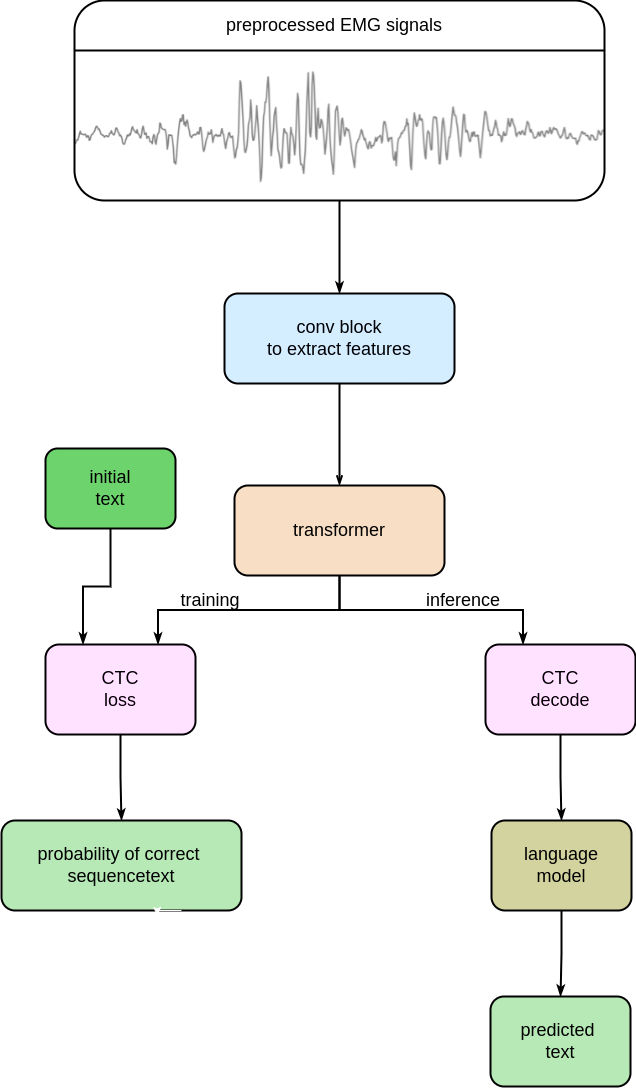 preprocessed EMG signals
conv block
to extract features
initial
text
transformer
training
inference
CTC
loss
CTC
decode
probability of correct
sequencetext
language
model
predicted
text